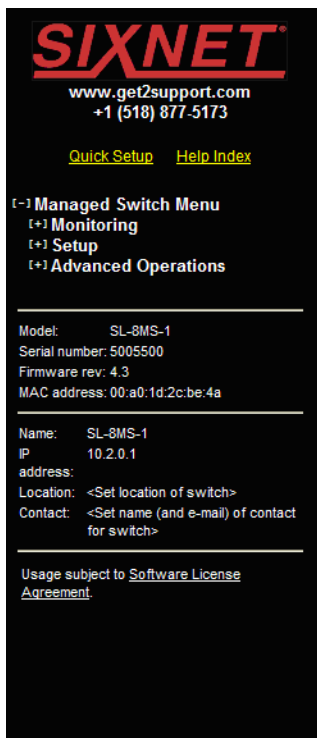 SIXNET®
www.get2support.com
+1 (518) 877-5173
Quick Setup Help Index
[-] Managed Switch Menu
[+] Monitoring
[+] Setup
[+] Advanced Operations
Model: SL-8MS-1
Serial number: 5005500
Firmware rev: 4.3
MAC address: 00:a0:1d:2c:be:4a
Name: SL-8MS-1
IP address: 10.2.0.1
Location: <Set location of switch>
Contact: <Set name (and e-mail) of contact
for switch>
Usage subject to Software License
Agreement.